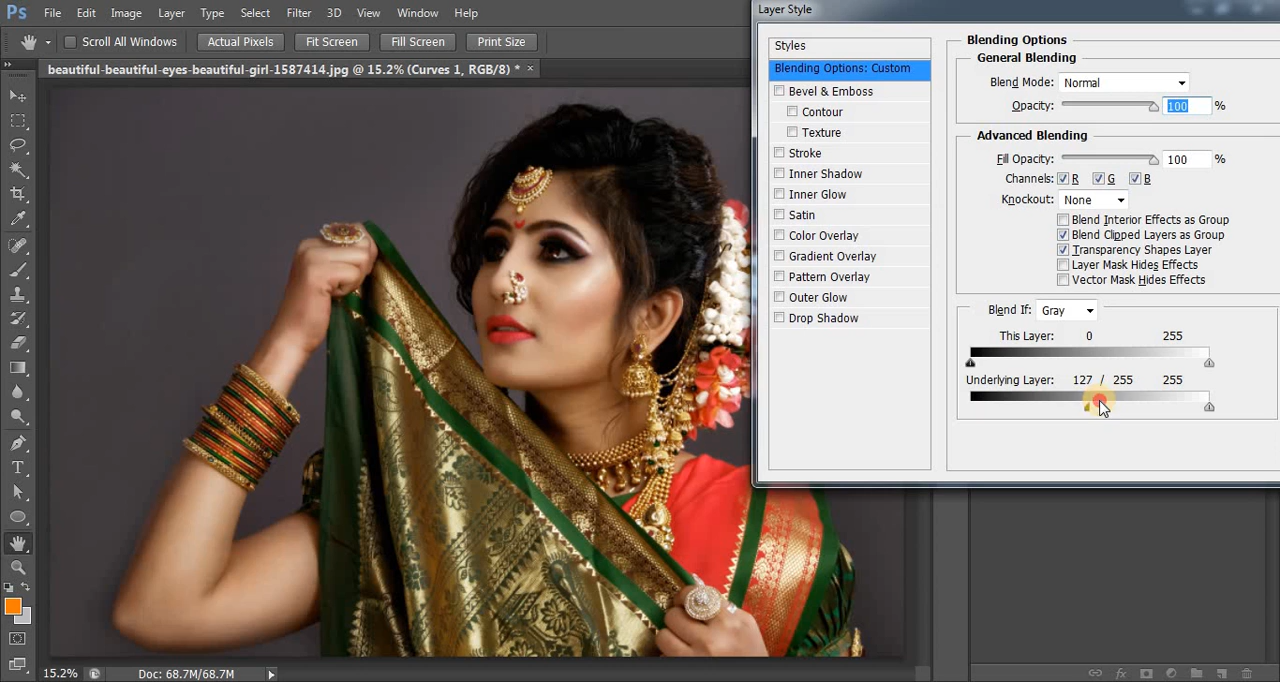 Ps File Edit Image Layer Type Select Filter 3D View Window Help
Scroll All Windows Actual Pixels Fit Screen Fill Screen Print Size
beautiful-beautiful-eyes-beautiful-girl-1587414.jpg @ 15.2% (Curves 1, RGB/8) * ×
Layer Style
Styles
Blending Options: Custom
Bevel & Emboss
Contour
Texture
Stroke
Inner Shadow
Inner Glow
Satin
Color Overlay
Gradient Overlay
Pattern Overlay
Outer Glow
Drop Shadow
Blending Options
General Blending
Blend Mode: Normal
Opacity: 100 %
Advanced Blending
Fill Opacity: 100 %
Channels: R G B
Knockout: None
Blend Interior Effects as Group
Blend Clipped Layers as Group
Transparency Shapes Layer
Layer Mask Hides Effects
Vector Mask Hides Effects
Blend If: Gray
This Layer: 0 255
Underlying Layer: 127 / 255 255
T
15.2% Doc: 68.7M/68.7M
fx